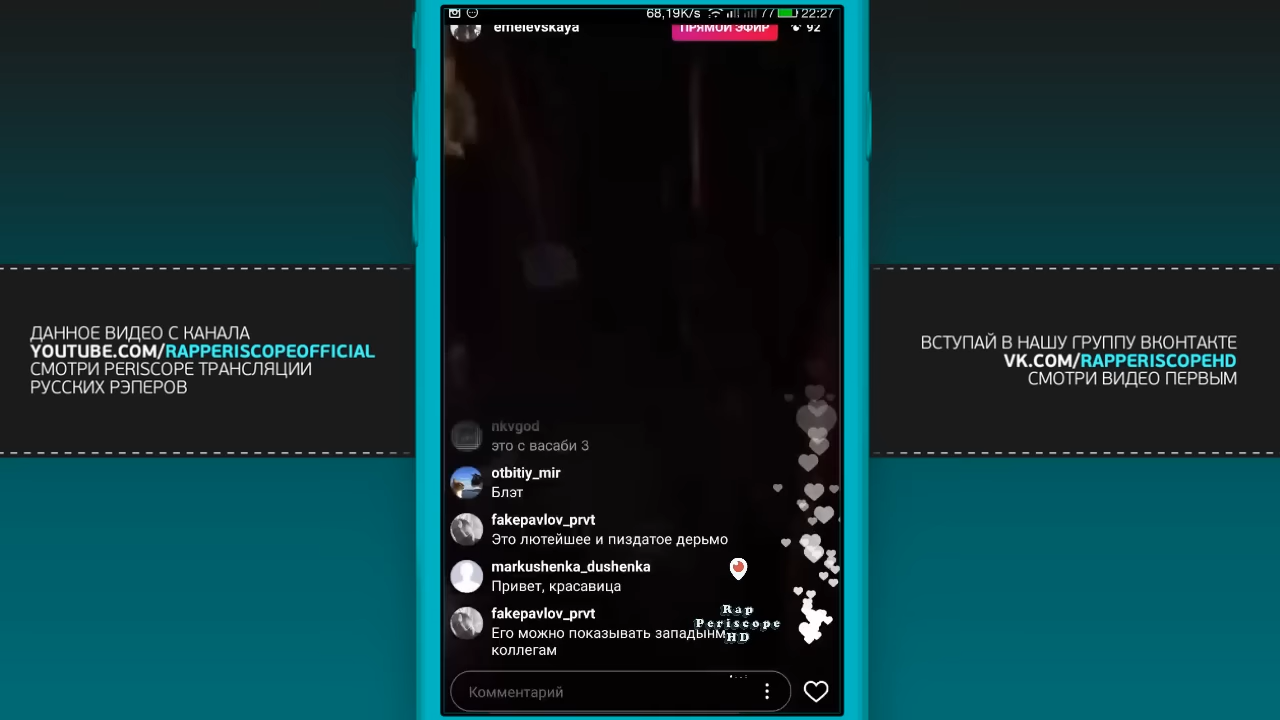 68,19K/s
77
22:27
emelevskaya
ПРЯМОЙ ЭФИР
92
ДАННОЕ ВИДЕО С КАНАЛА
YOUTUBE.COM/RAPPERISCOPEOFFICIAL
СМОТРИ PERISCOPE ТРАНСЛЯЦИИ
РУССКИХ РЭПЕРОВ
ВСТУПАЙ В НАШУ ГРУППУ ВКОНТАКТЕ
VK.COM/RAPPERISCOPEHD
СМОТРИ ВИДЕО ПЕРВЫМ
nkvgod
это с васаби 3
otbitiy_mir
Блэт
fakepavlov_prvt
Это лютейшее и пиздатое дерьмо
markushenka_dushenka
Привет, красавица
fakepavlov_prvt
Его можно показывать западынм
коллегам
Rap
Periscope
HD
Комментарий